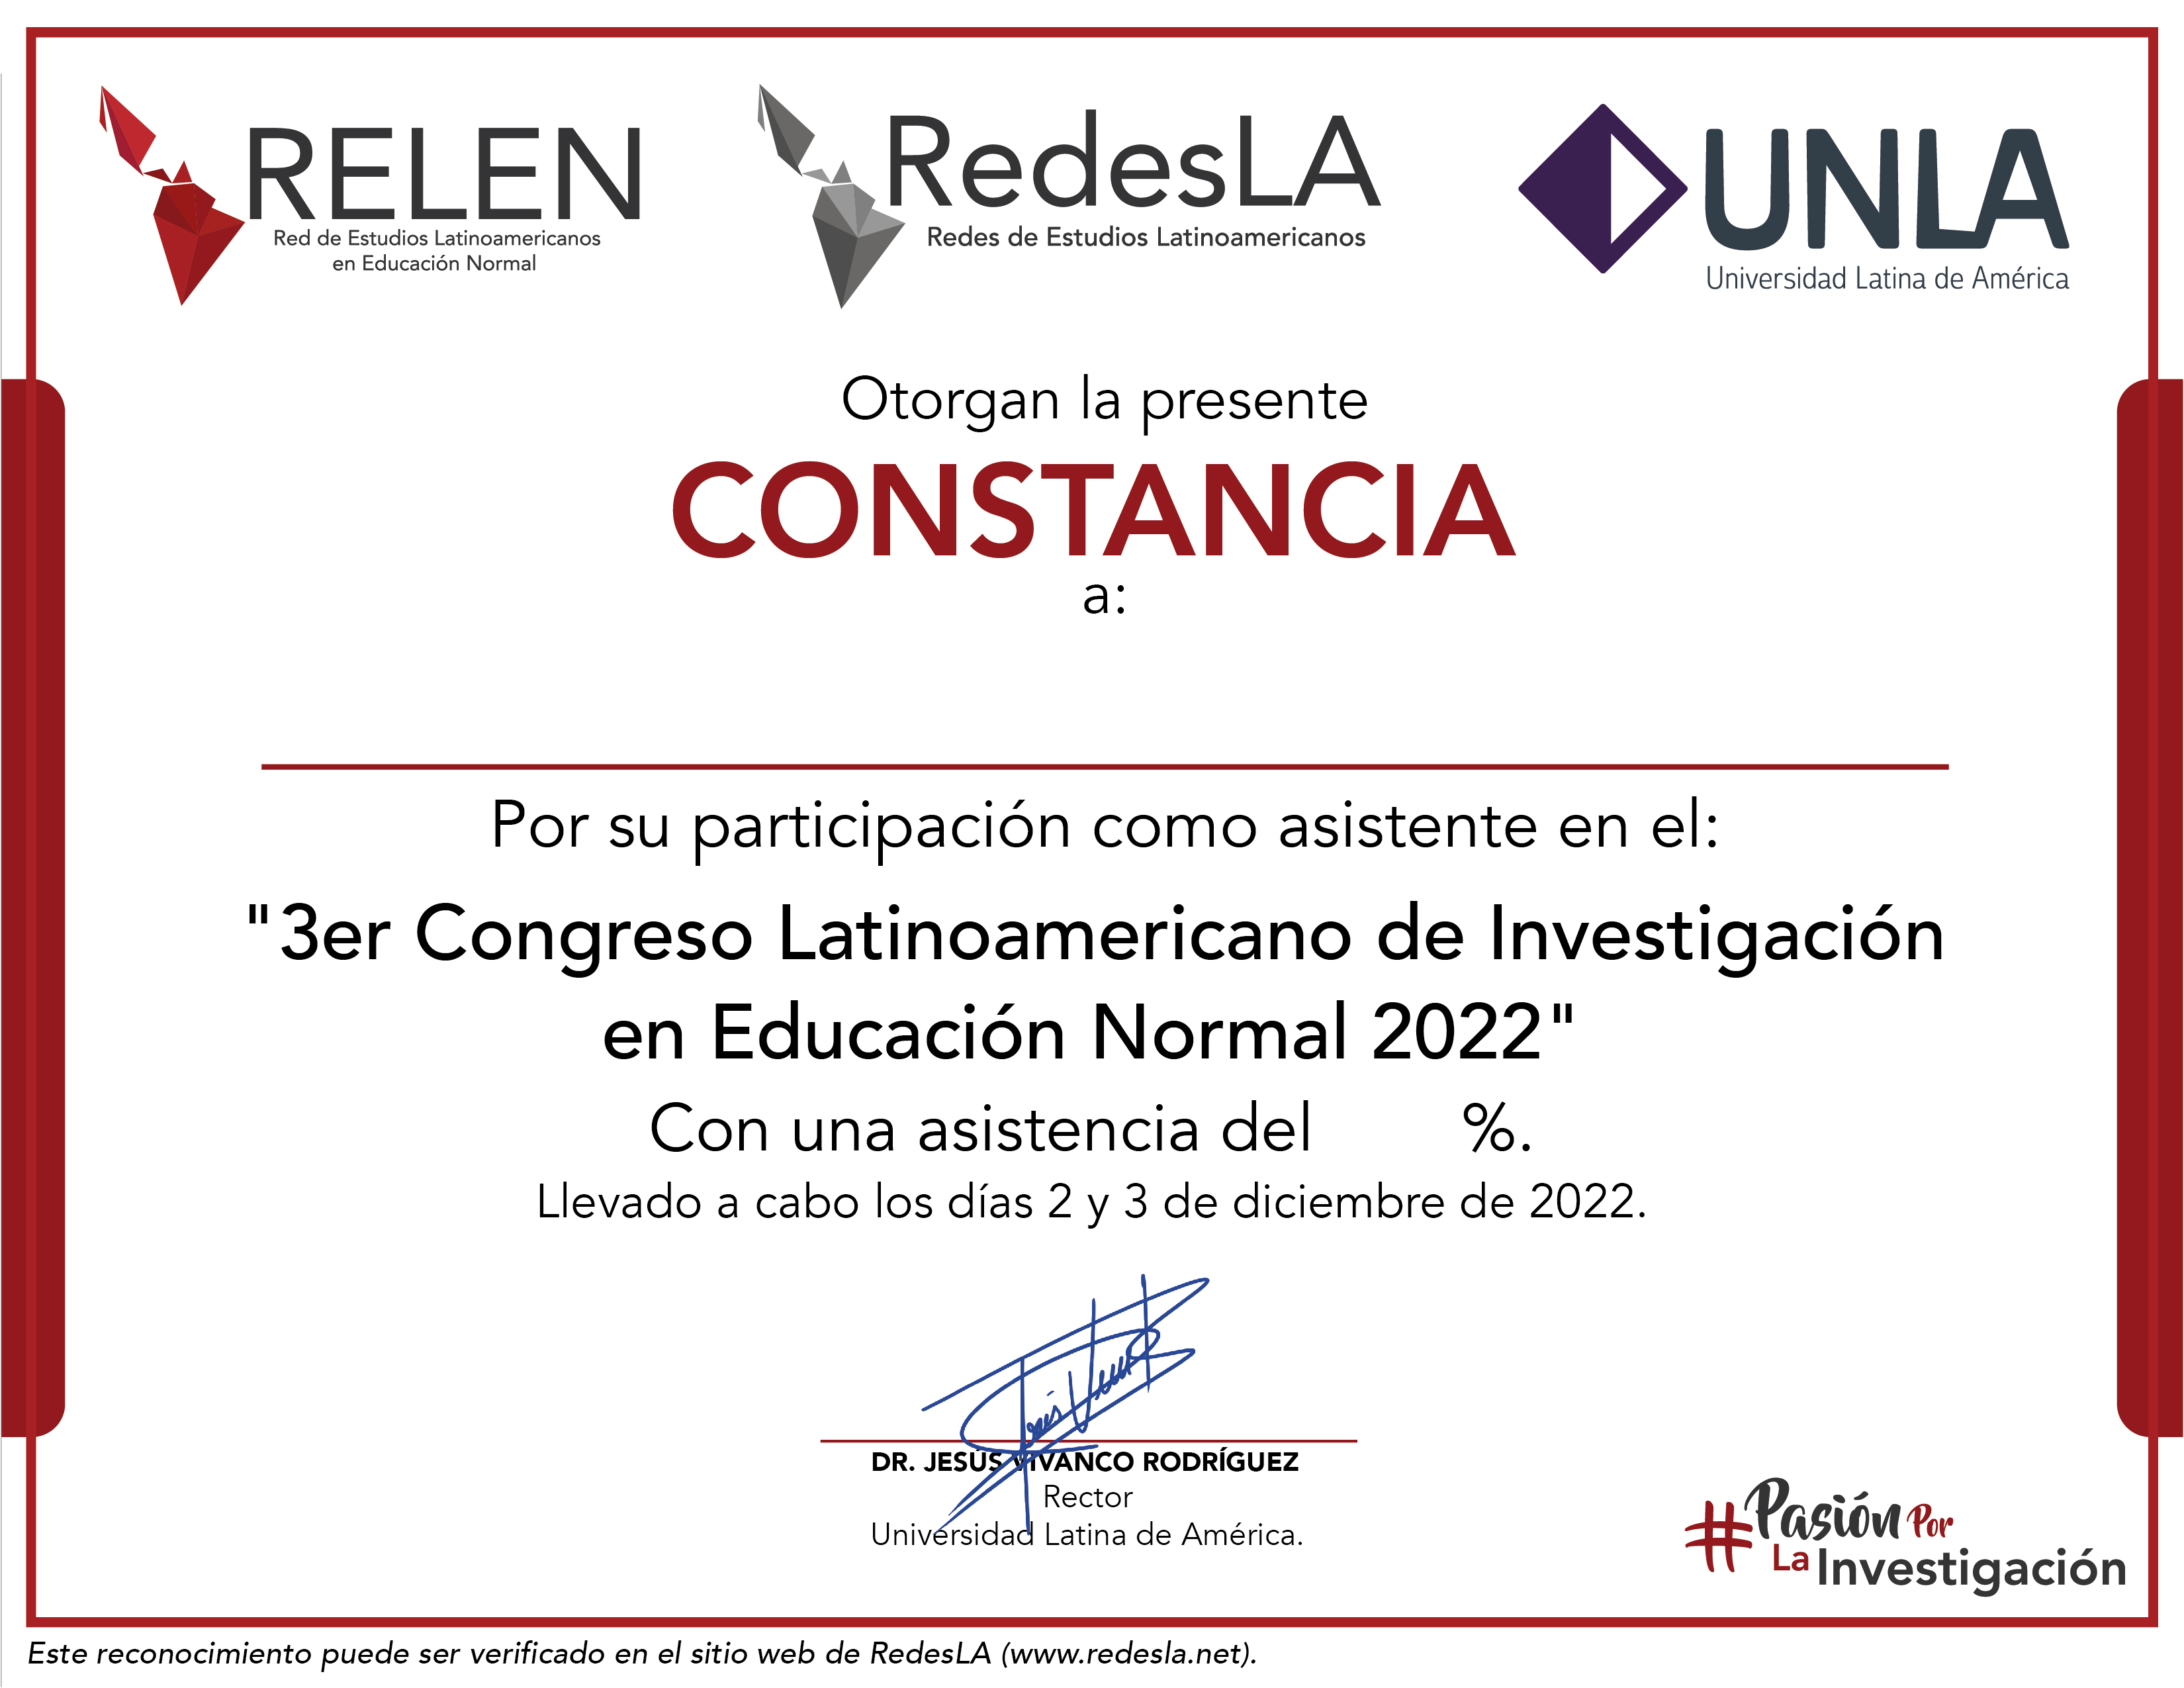 RELEN
Red de Estudios Latinoamericanos
en Educación Normal
RedesLA
Redes de Estudios Latinoamericanos
UNLA
Universidad Latina de América
Otorgan la presente
CONSTANCIA
a:
Por su participación como asistente en el:
"3er Congreso Latinoamericano de Investigación
en Educación Normal 2022"
Con una asistencia del %.
Llevado a cabo los días 2 y 3 de diciembre de 2022.
DR. JESÚS VIVANCO RODRÍGUEZ
Rector
Universidad Latina de América.
#Pasión Por
La Investigación
Este reconocimiento puede ser verificado en el sitio web de RedesLA (www.redesla.net).